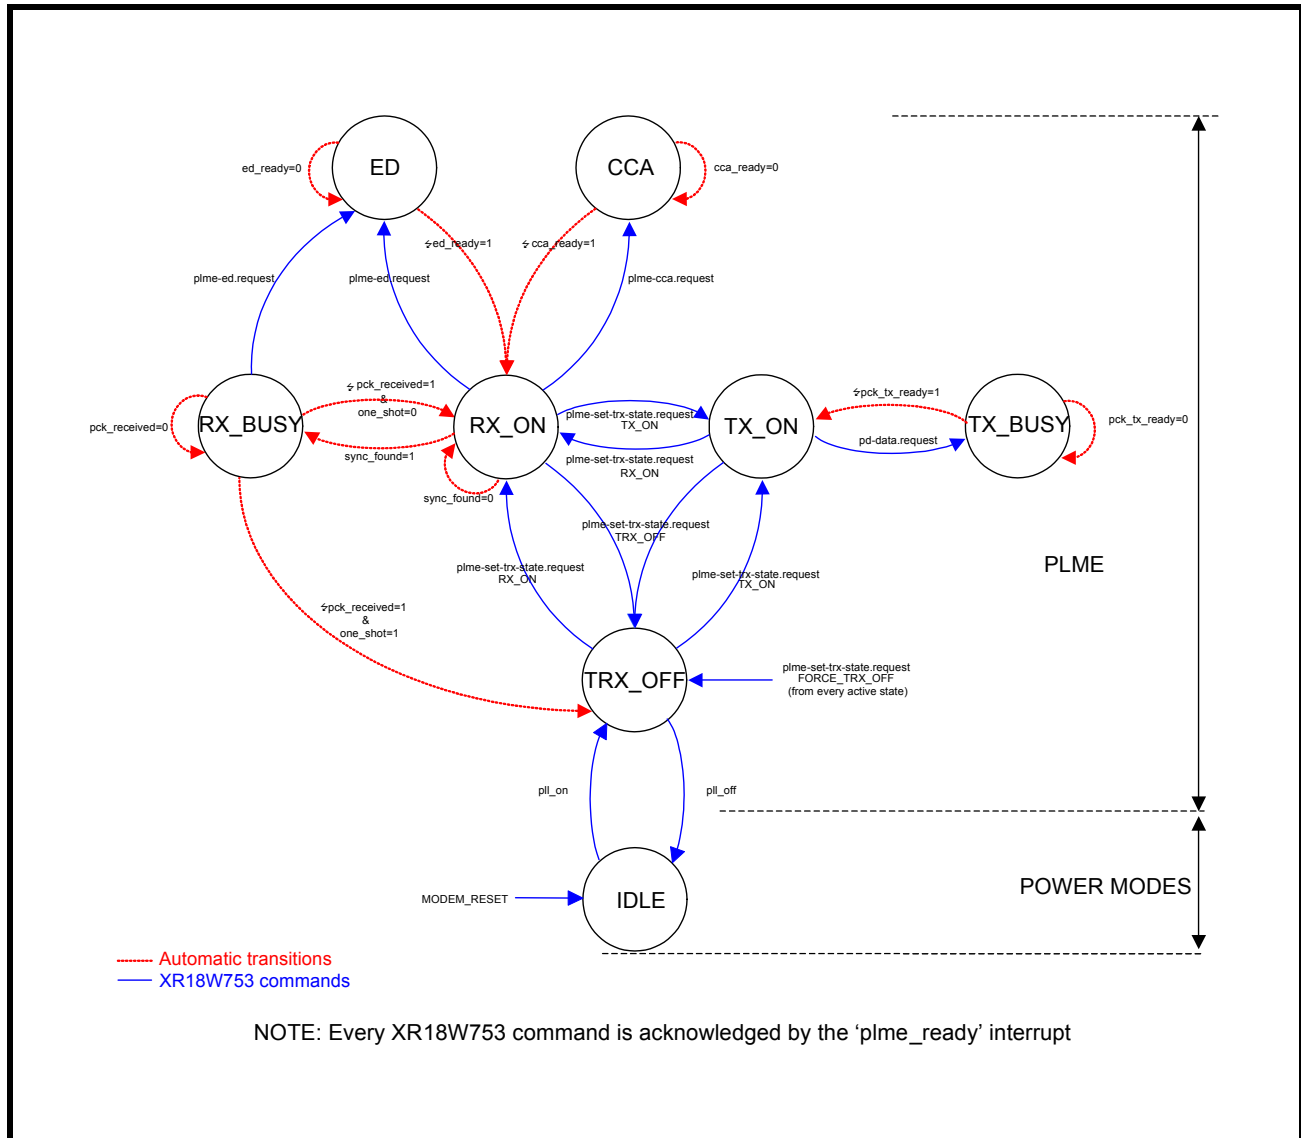 ED
CCA
ed_ready=0
cca_ready=0
ed_ready=1
cca_ready=1
plme-ed.request
plme-ed.request
plme-cca.request
pck_received=1
&
one_shot=0
RX_BUSY
pck_received=0
sync_found=1
RX_ON
sync_found=0
plme-set-trx-state.request
TX_ON
plme-set-trx-state.request
RX_ON
TX_ON
pck_tx_ready=1
pd-data.request
TX_BUSY
pck_tx_ready=0
plme-set-trx-state.request
TRX_OFF
plme-set-trx-state.request
RX_ON
plme-set-trx-state.request
TX_ON
PLME
pck_received=1
&
one_shot=1
TRX_OFF
plme-set-trx-state.request
FORCE_TRX_OFF
(from every active state)
pll_on
pll_off
MODEM_RESET
IDLE
POWER MODES
Automatic transitions
XR18W753 commands
NOTE: Every XR18W753 command is acknowledged by the ‘plme_ready’ interrupt